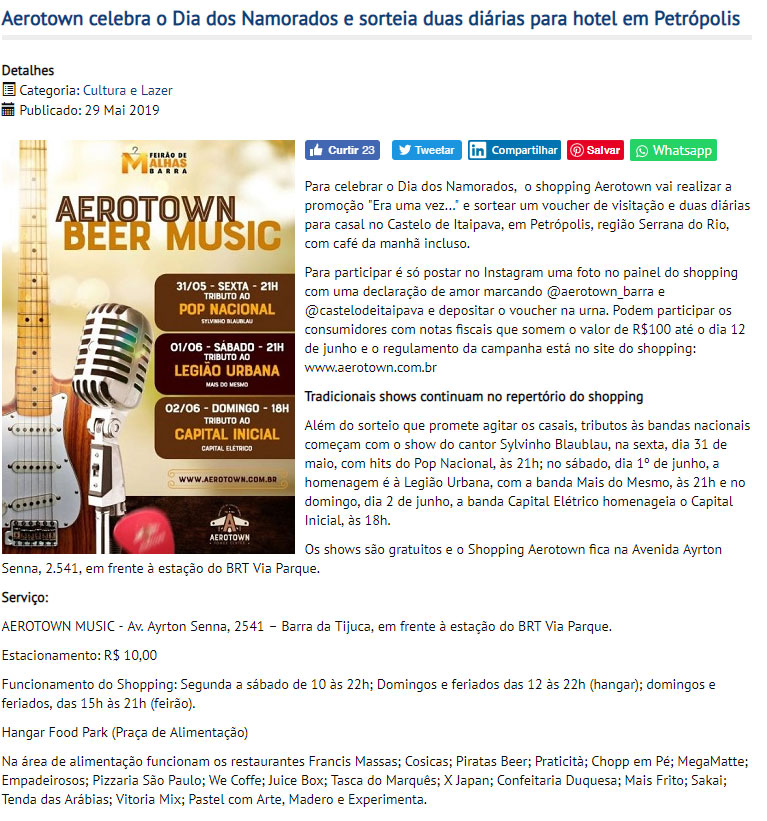 Aerotown celebra o Dia dos Namorados e sorteia duas diárias para hotel em Petrópolis
Detalhes
Categoria: Cultura e Lazer
Publicado: 29 Mai 2019
FEIRÃO DE
MALHAS
BARRA
AEROTOWN
BEER MUSIC
31/05 - SEXTA - 21H
TRIBUTO AO
POP NACIONAL
SYLVINHO BLAUBLAU
01/06 - SÁBADO - 21H
TRIBUTO AO
LEGIÃO URBANA
MAIS DO MESMO
02/06 - DOMINGO - 18H
TRIBUTO AO
CAPITAL INICIAL
CAPITAL ELÉTRICO
WWW.AEROTOWN.COM.BR
AEROTOWN
Curtir 23
Tweetar
Compartilhar
Salvar
Whatsapp
Para celebrar o Dia dos Namorados, o shopping Aerotown vai realizar a
promoção "Era uma vez..." e sortear um voucher de visitação e duas diárias
para casal no Castelo de Itaipava, em Petrópolis, região Serrana do Rio,
com café da manhã incluso.
Para participar é só postar no Instagram uma foto no painel do shopping
com uma declaração de amor marcando @aerotown_barra e
@castelodeitaipava e depositar o voucher na urna. Podem participar os
consumidores com notas fiscais que somem o valor de R$100 até o dia 12
de junho e o regulamento da campanha está no site do shopping:
www.aerotown.com.br
Tradicionais shows continuam no repertório do shopping
Além do sorteio que promete agitar os casais, tributos às bandas nacionais
começam com o show do cantor Sylvinho Blaublau, na sexta, dia 31 de
maio, com hits do Pop Nacional, às 21h; no sábado, dia 1º de junho, a
homenagem é à Legião Urbana, com a banda Mais do Mesmo, às 21h e no
domingo, dia 2 de junho, a banda Capital Elétrico homenageia o Capital
Inicial, às 18h.
Os shows são gratuitos e o Shopping Aerotown fica na Avenida Ayrton
Senna, 2.541, em frente à estação do BRT Via Parque.
Serviço:
AEROTOWN MUSIC - Av. Ayrton Senna, 2541 – Barra da Tijuca, em frente à estação do BRT Via Parque.
Estacionamento: R$ 10,00
Funcionamento do Shopping: Segunda a sábado de 10 às 22h; Domingos e feriados das 12 às 22h (hangar); domingos e
feriados, das 15h às 21h (feirão).
Hangar Food Park (Praça de Alimentação)
Na área de alimentação funcionam os restaurantes Francis Massas; Cosicas; Piratas Beer; Praticità; Chopp em Pé; MegaMatte;
Empadeirosos; Pizzaria São Paulo; We Coffe; Juice Box; Tasca do Marquês; X Japan; Confeitaria Duquesa; Mais Frito; Sakai;
Tenda das Arábias; Vitoria Mix; Pastel com Arte, Madero e Experimenta.